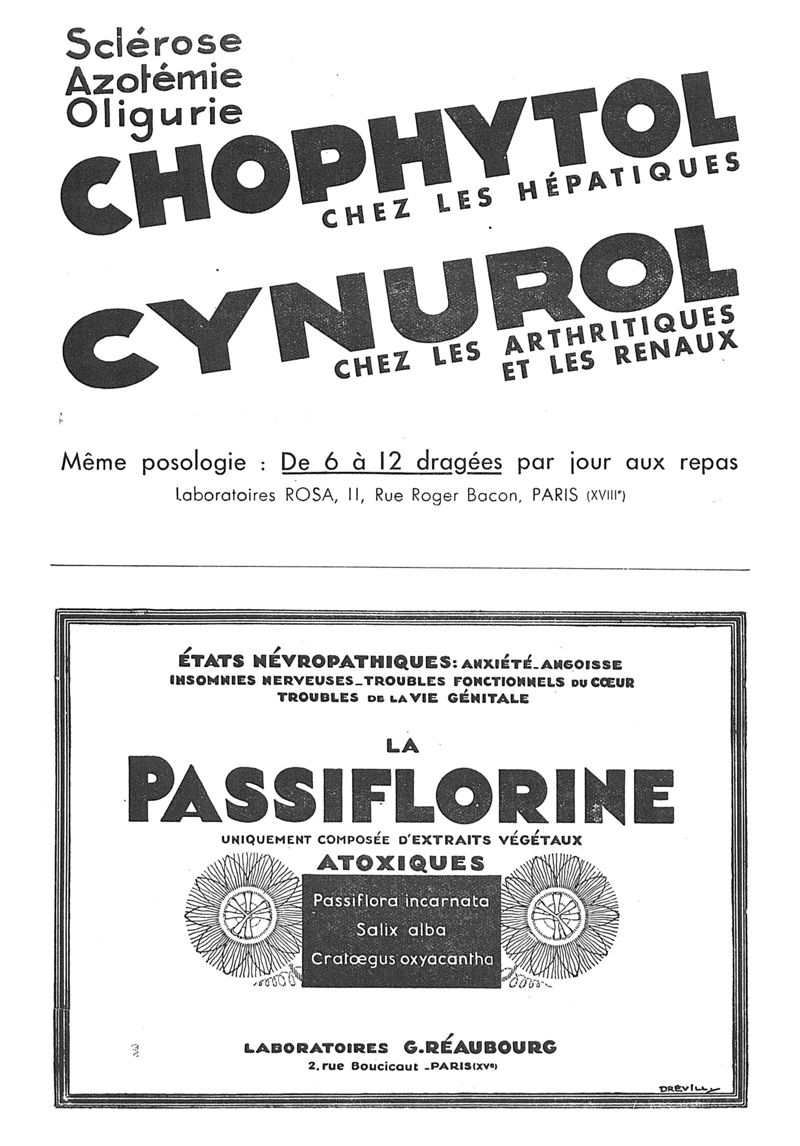 Sclérose
Azotémie
Oligurie
CHOPHYTOL
CHEZ LES HÉPATIQUES
CYNUROL
CHEZ LES ARTHRITIQUES
ET LES RENAUX
Même posologie : De 6 à 12 dragées par jour aux repas
Laboratoires ROSA, 11, Rue Roger Bacon, PARIS (XVIIIe)
ÉTATS NÉVROPATHIQUES: ANXIÉTÉ_ANGOISSE
INSOMNIES NERVEUSES_TROUBLES FONCTIONNELS DU CŒUR
TROUBLES DE LA VIE GÉNITALE
LA
PASSIFLORINE
UNIQUEMENT COMPOSÉE D'EXTRAITS VÉGÉTAUX
ATOXIQUES
Passiflora incarnata
Salix alba
Cratœgus oxyacantha
LABORATOIRES G.RÉAUBOURG
2, rue Boucicaut _PARIS (XVe)
DREVILL